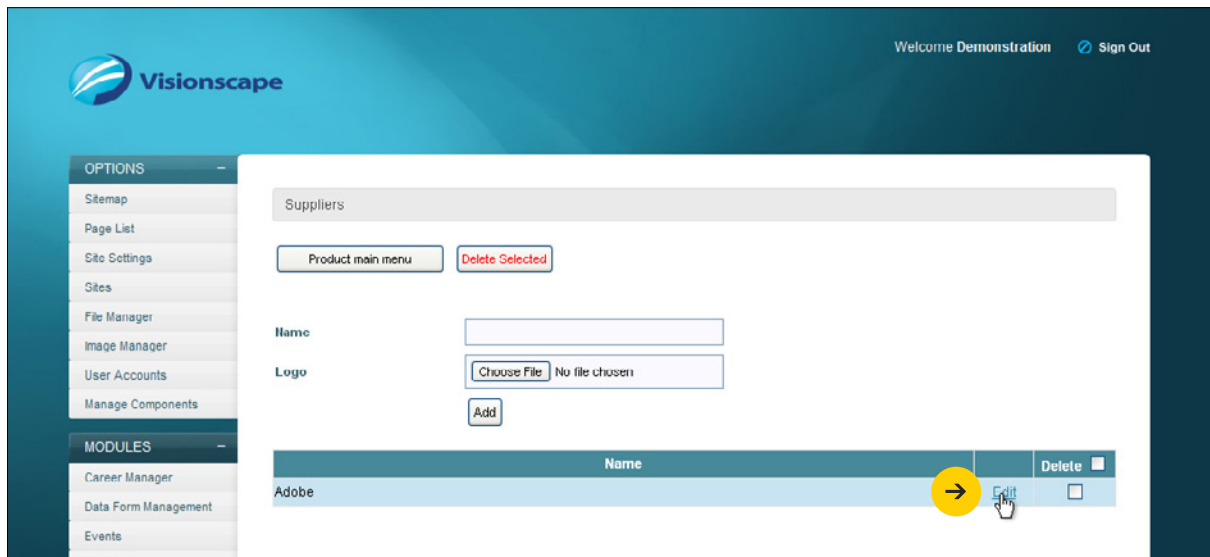 Welcome Demonstration Sign Out
Visionscape
OPTIONS –
Sitemap
Page List
Site Settings
Sites
File Manager
Image Manager
User Accounts
Manage Components
MODULES –
Career Manager
Data Form Management
Events
Suppliers
Product main menu Delete Selected
Name
Logo Choose File No file chosen
Add
Name Delete
Adobe Edit